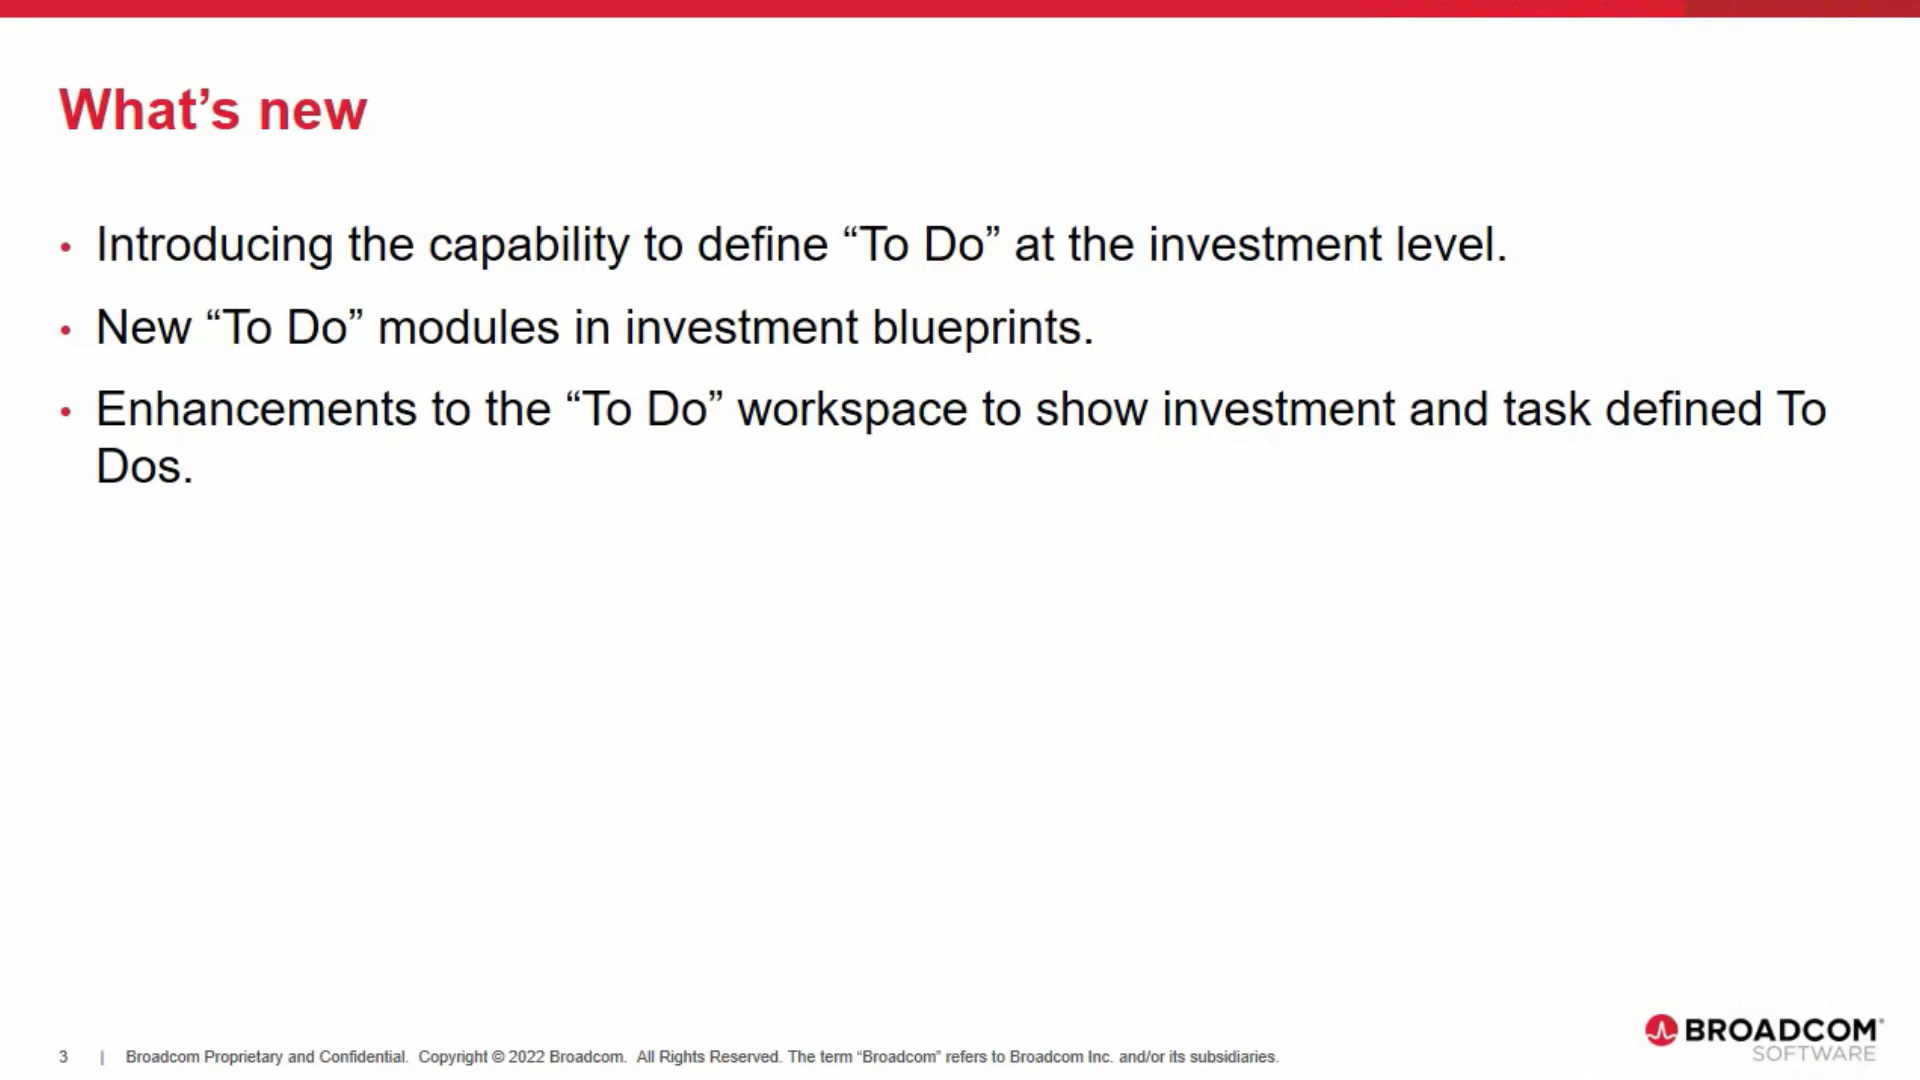 What’s new
• Introducing the capability to define “To Do” at the investment level.
• New “To Do” modules in investment blueprints.
• Enhancements to the “To Do” workspace to show investment and task defined To
Dos.
3 | Broadcom Proprietary and Confidential. Copyright © 2022 Broadcom. All Rights Reserved. The term “Broadcom” refers to Broadcom Inc. and/or its subsidiaries.
BROADCOM®
SOFTWARE